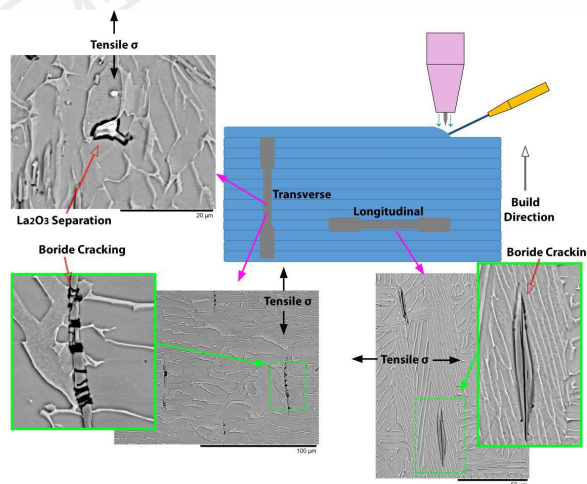 Tensile σ
La2O3 Separation
20 µm
Transverse
Longitudinal
Build
Direction
Boride Cracking
Tensile σ
100 µm
Boride Crackin
Tensile σ